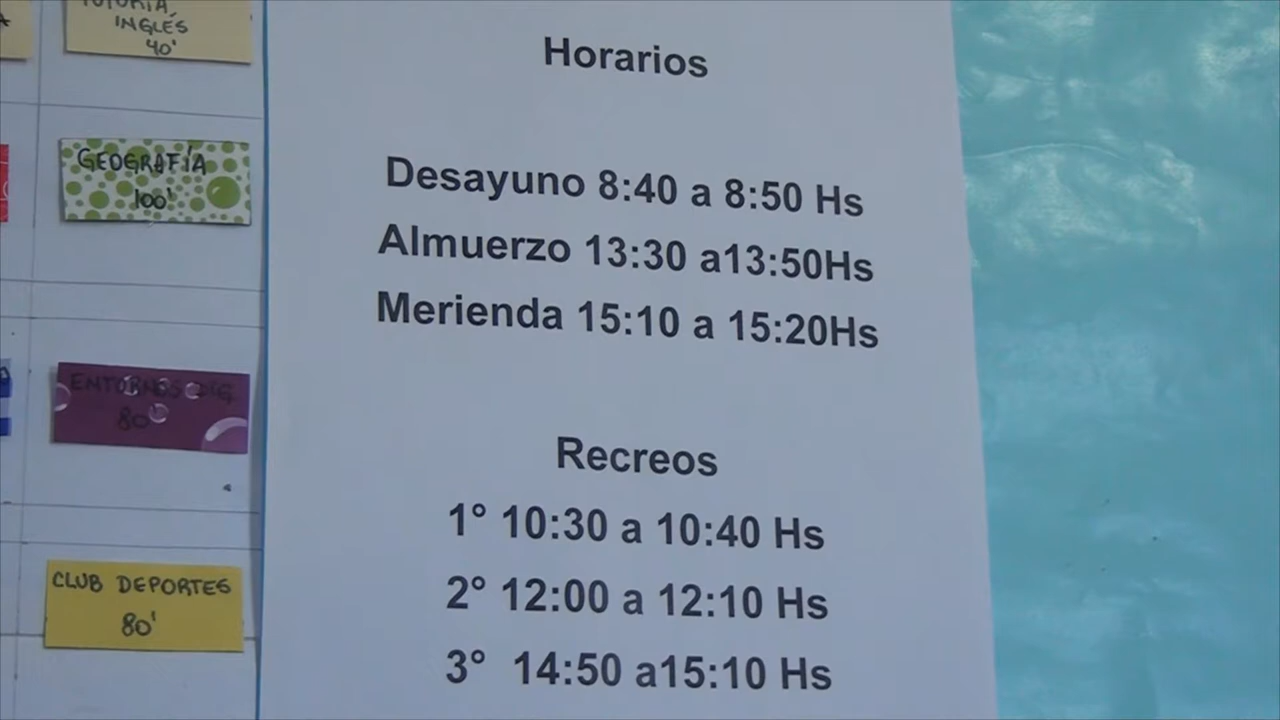 INGLÉS
40'
GEOGRAFÍA
100'
ENTORNOS DIG.
80'
CLUB DEPORTES
80'
Horarios
Desayuno 8:40 a 8:50 Hs
Almuerzo 13:30 a13:50Hs
Merienda 15:10 a 15:20Hs
Recreos
1° 10:30 a 10:40 Hs
2° 12:00 a 12:10 Hs
3° 14:50 a15:10 Hs